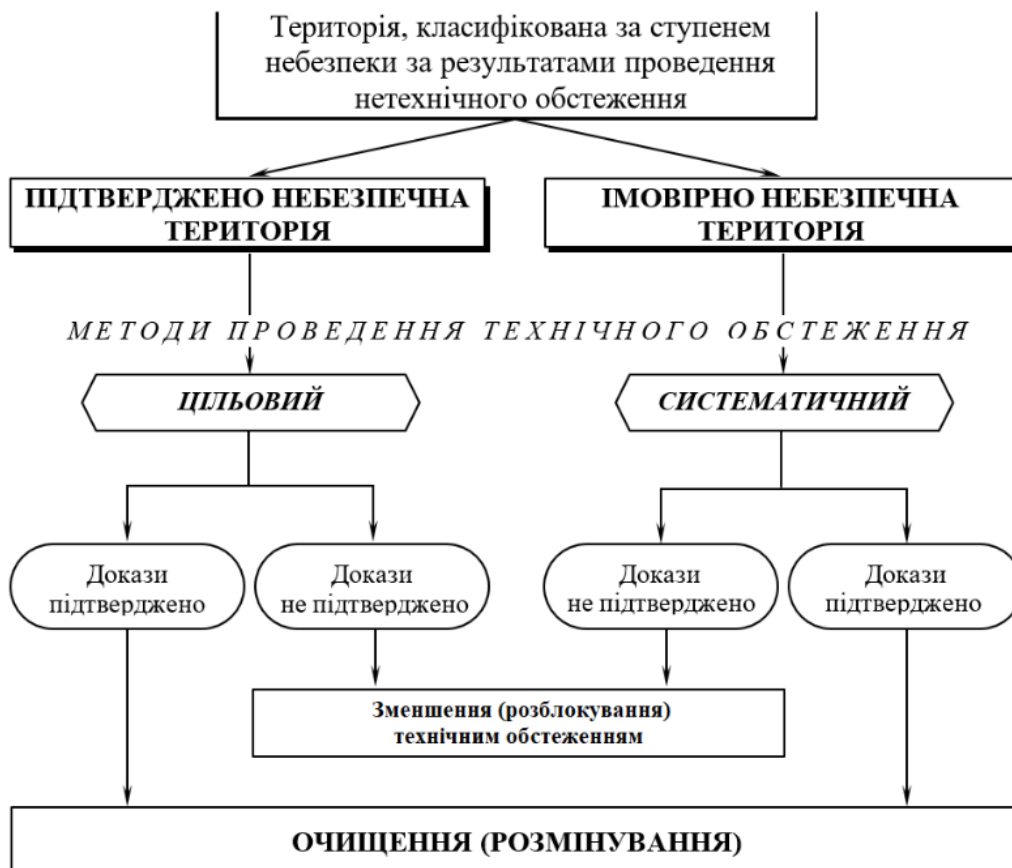 Територія, класифікована за ступенем
небезпеки за результатами проведення
нетехнічного обстеження
ПІДТВЕРДЖЕНО НЕБЕЗПЕЧНА
ТЕРИТОРІЯ
ІМОВІРНО НЕБЕЗПЕЧНА
ТЕРИТОРІЯ
МЕТОДИ ПРОВЕДЕННЯ ТЕХНІЧНОГО ОБСТЕЖЕННЯ
ЦІЛЬОВИЙ
СИСТЕМАТИЧНИЙ
Докази
підтверджено
Докази
не підтверджено
Докази
не підтверджено
Докази
підтверджено
Зменшення (розблокування)
технічним обстеженням
ОЧИЩЕННЯ (РОЗМІНУВАННЯ)